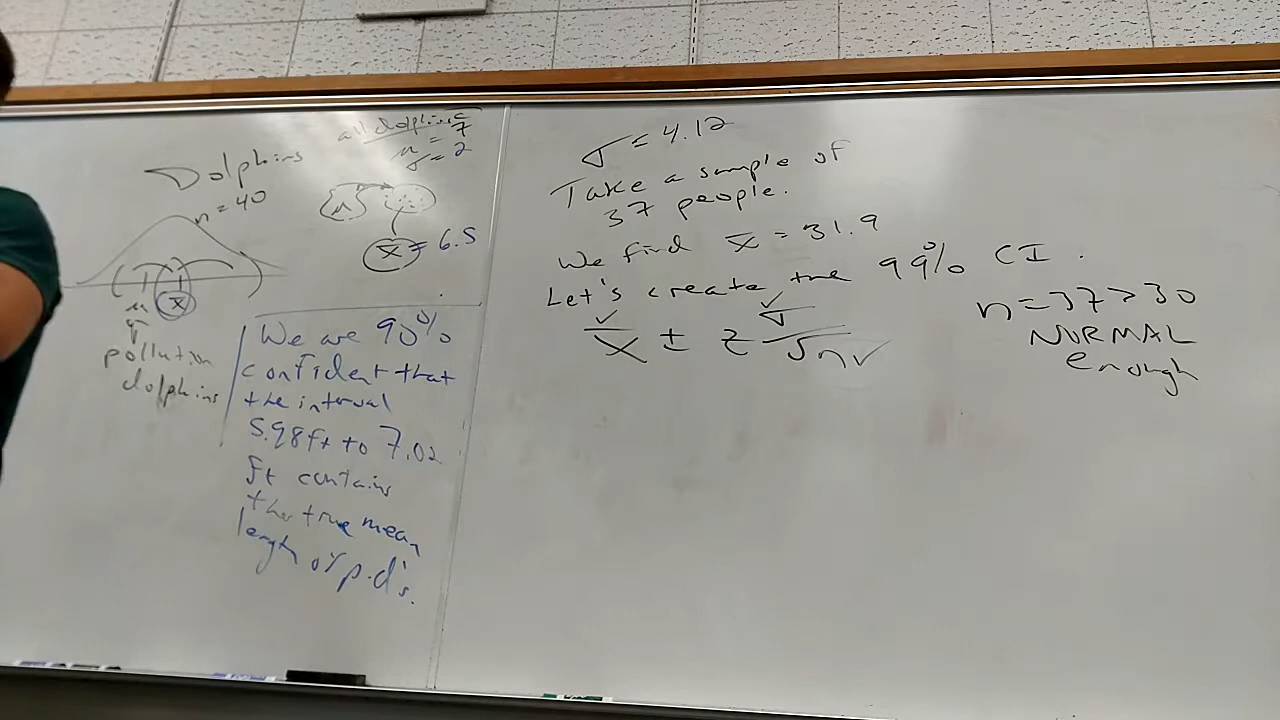 all dolphins
μ = 7
σ = 2
Dolphins
n = 40
x̄ = 6.5
μ
x̄
pollution
dolphins
We are 90%
confident that
the interval
5.98ft to 7.02
ft contains
the true mean
length of p.d's.
σ = 4.12
Take a sample of
37 people.
We find x̄ = 31.9
Let's create the 99% CI.
x̄ ± z σ/√n
n = 37 > 30
NORMAL
enough